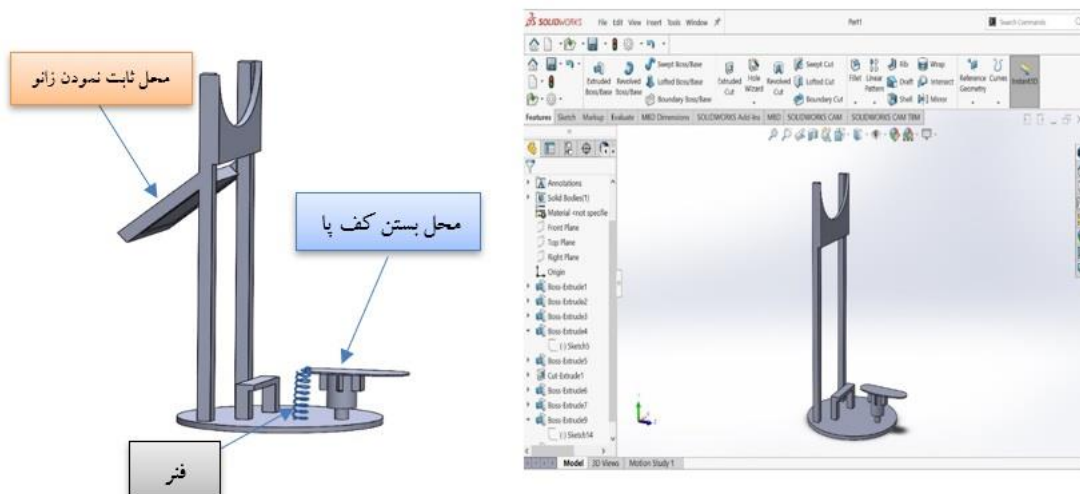 محل ثابت نمودن زانو
محل بستن کف پا
فنر
SOLIDWORKS File Edit View Insert Tools Window Part1 Search Commands
Extruded Boss/Base
Revolved Boss/Base
Swept Boss/Base
Lofted Boss/Base
Boundary Boss/Base
Extruded Cut
Hole Wizard
Revolved Cut
Swept Cut
Lofted Cut
Boundary Cut
Fillet
Linear Pattern
Rib
Draft
Shell
Wrap
Intersect
Mirror
Reference Geometry
Curves
Instant3D
Features Sketch Markup Evaluate MBD Dimensions SOLIDWORKS Add-Ins MBD SOLIDWORKS CAM SOLIDWORKS CAM TBM
Annotations
Solid Bodies(1)
Material <not specifie
Front Plane
Top Plane
Right Plane
Origin
Boss-Extrude1
Boss-Extrude2
Boss-Extrude3
Boss-Extrude4
(-) Sketch5
Boss-Extrude5
Cut-Extrude1
Boss-Extrude6
Boss-Extrude7
Boss-Extrude9
(-) Sketch14
Model 3D Views Motion Study 1